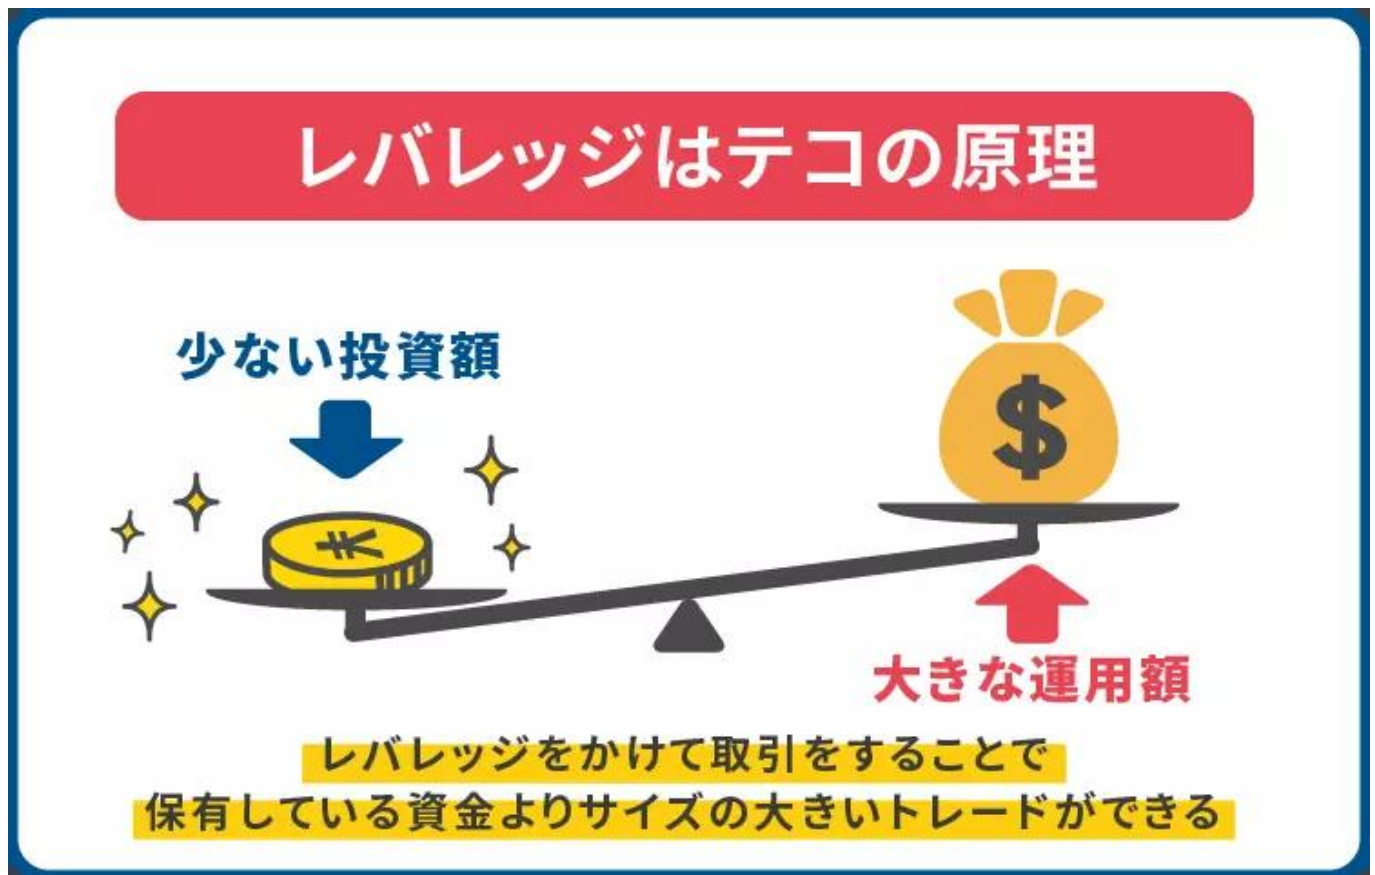 レバレッジはテコの原理
少ない投資額
¥
$
大きな運用額
レバレッジをかけて取引をすることで
保有している資金よりサイズの大きいトレードができる